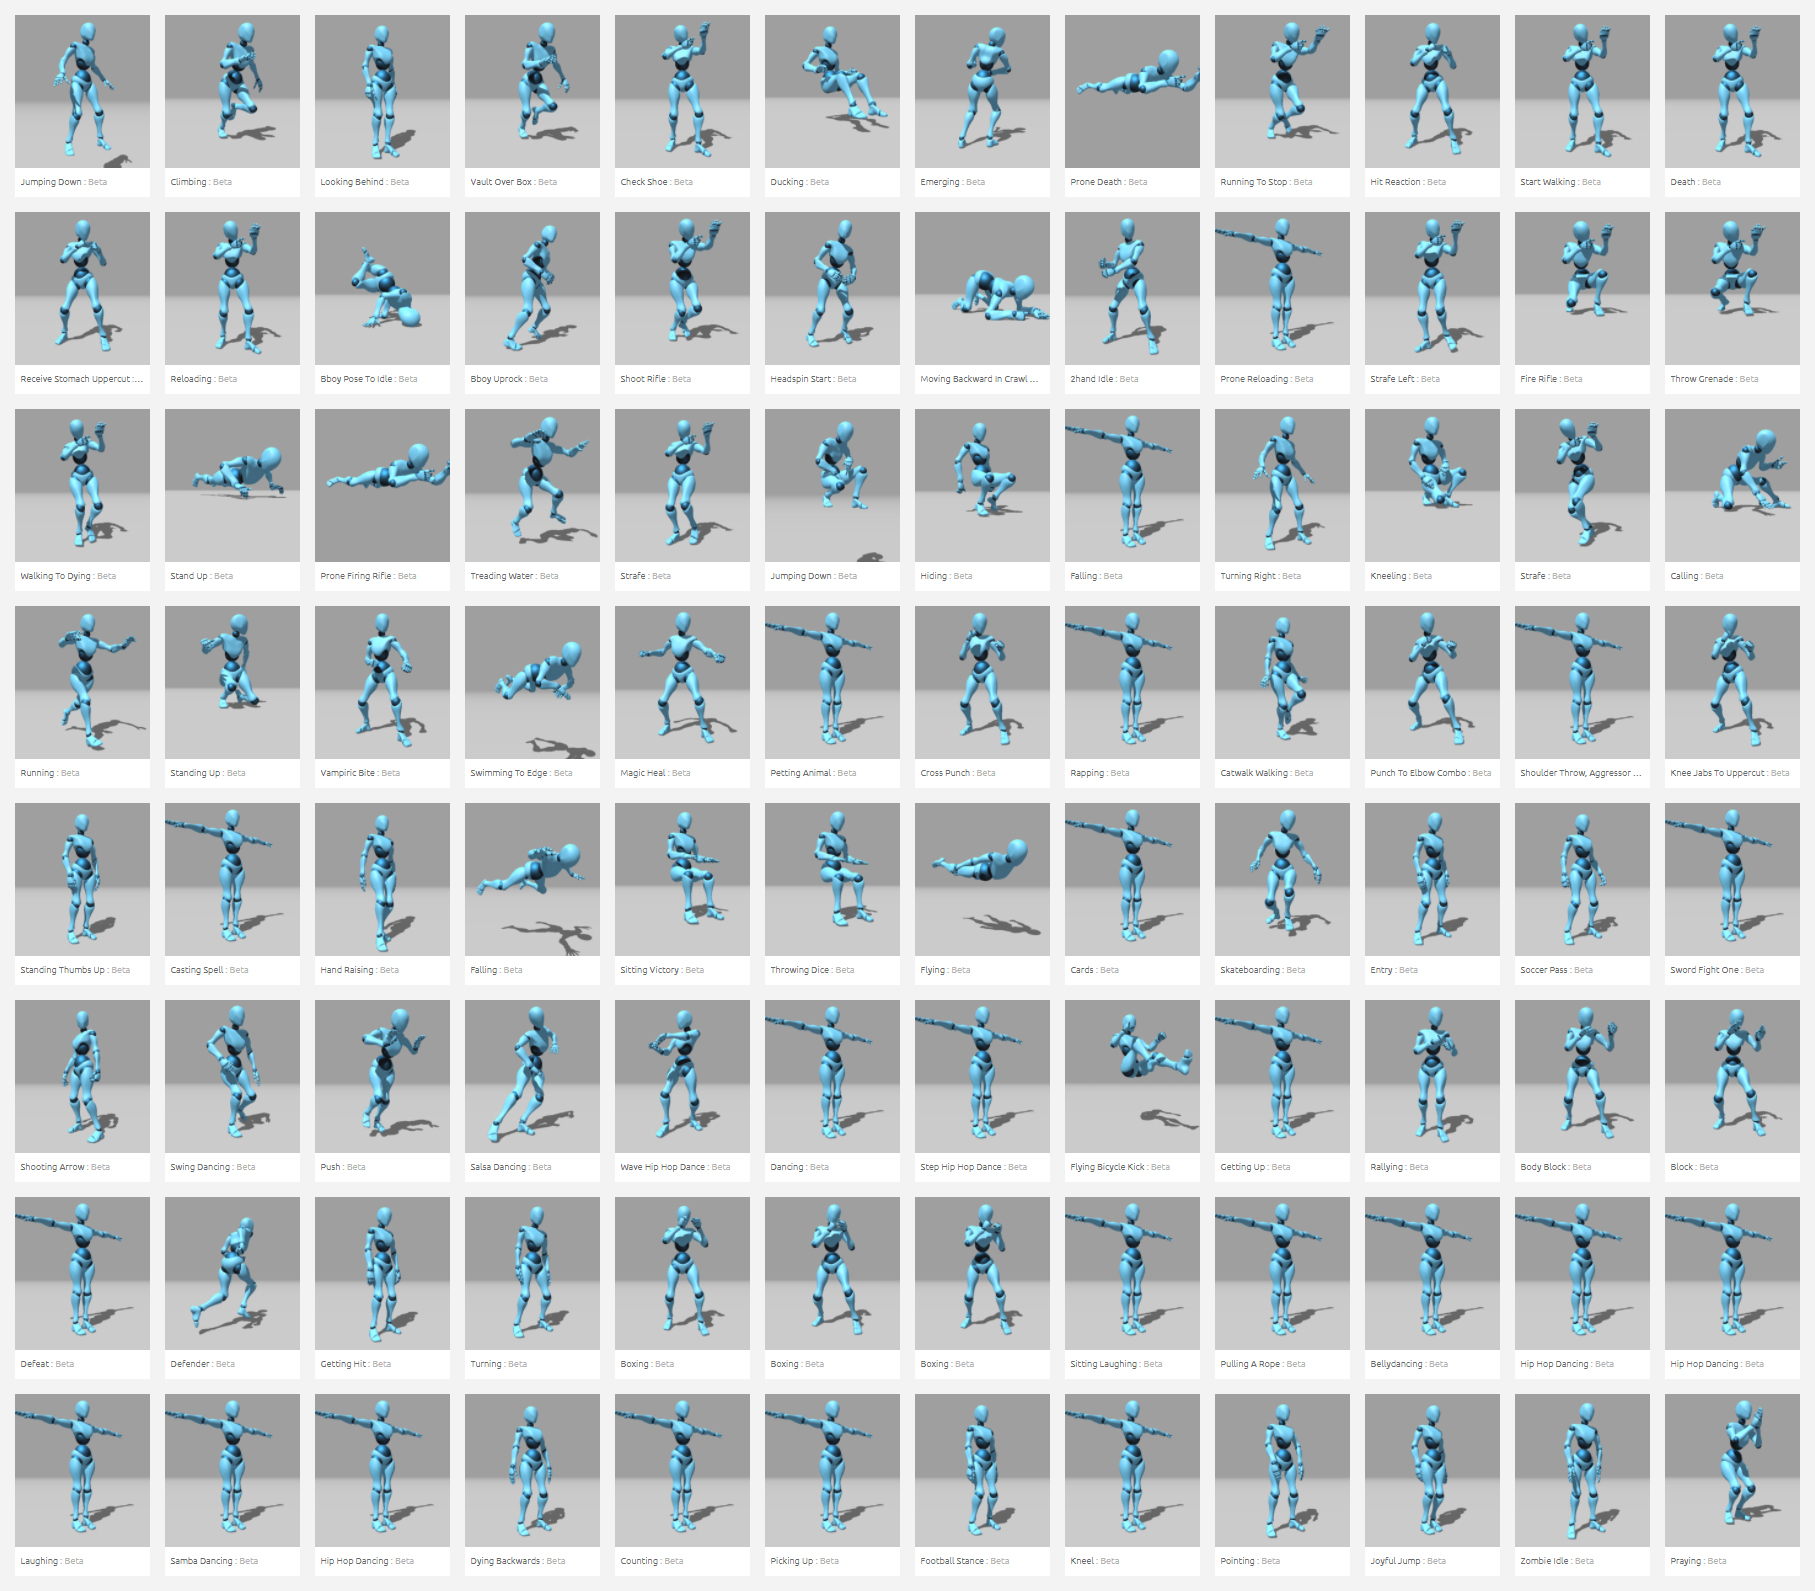 Jumping Down : Beta
Climbing : Beta
Looking Behind : Beta
Vault Over Box : Beta
Check Shoe : Beta
Ducking : Beta
Emerging : Beta
Prone Death : Beta
Running To Stop : Beta
Hit Reaction : Beta
Start Walking : Beta
Death : Beta
Receive Stomach Uppercut :...
Reloading : Beta
Bboy Pose To Idle : Beta
Bboy Uprock : Beta
Shoot Rifle : Beta
Headspin Start : Beta
Moving Backward In Crawl ...
2hand Idle : Beta
Prone Reloading : Beta
Strafe Left : Beta
Fire Rifle : Beta
Throw Grenade : Beta
Walking To Dying : Beta
Stand Up : Beta
Prone Firing Rifle : Beta
Treading Water : Beta
Strafe : Beta
Jumping Down : Beta
Hiding : Beta
Falling : Beta
Turning Right : Beta
Kneeling : Beta
Strafe : Beta
Calling : Beta
Running : Beta
Standing Up : Beta
Vampiric Bite : Beta
Swimming To Edge : Beta
Magic Heal : Beta
Petting Animal : Beta
Cross Punch : Beta
Rapping : Beta
Catwalk Walking : Beta
Punch To Elbow Combo : Beta
Shoulder Throw, Aggressor ...
Knee Jabs To Uppercut : Beta
Standing Thumbs Up : Beta
Casting Spell : Beta
Hand Raising : Beta
Falling : Beta
Sitting Victory : Beta
Throwing Dice : Beta
Flying : Beta
Cards : Beta
Skateboarding : Beta
Entry : Beta
Soccer Pass : Beta
Sword Fight One : Beta
Shooting Arrow : Beta
Swing Dancing : Beta
Push : Beta
Salsa Dancing : Beta
Wave Hip Hop Dance : Beta
Dancing : Beta
Step Hip Hop Dance : Beta
Flying Bicycle Kick : Beta
Getting Up : Beta
Rallying : Beta
Body Block : Beta
Block : Beta
Defeat : Beta
Defender : Beta
Getting Hit : Beta
Turning : Beta
Boxing : Beta
Boxing : Beta
Boxing : Beta
Sitting Laughing : Beta
Pulling A Rope : Beta
Bellydancing : Beta
Hip Hop Dancing : Beta
Hip Hop Dancing : Beta
Laughing : Beta
Samba Dancing : Beta
Hip Hop Dancing : Beta
Dying Backwards : Beta
Counting : Beta
Picking Up : Beta
Football Stance : Beta
Kneel : Beta
Pointing : Beta
Joyful Jump : Beta
Zombie Idle : Beta
Praying : Beta